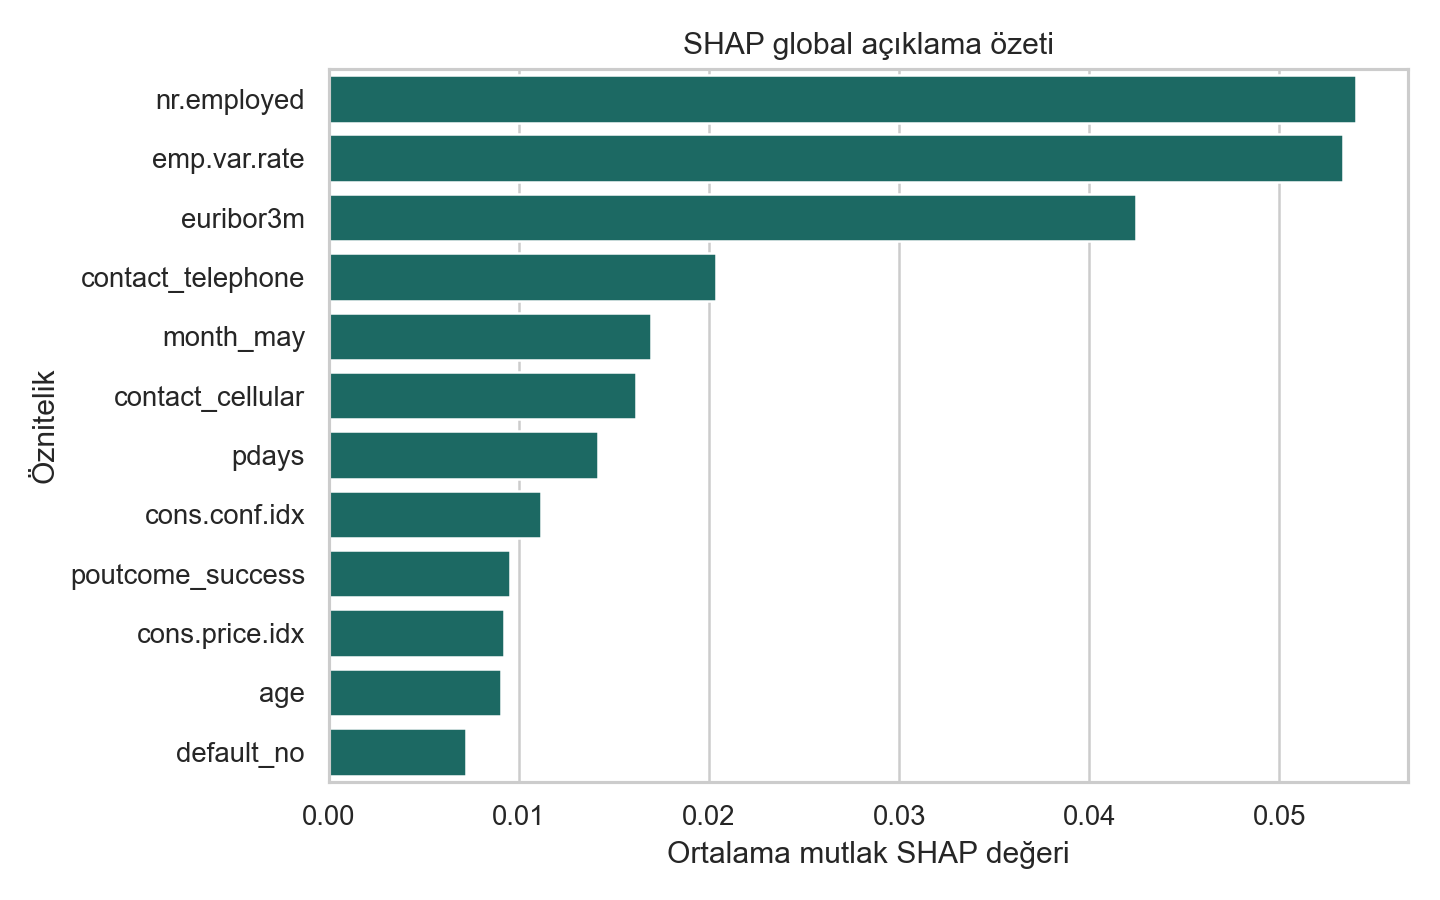 SHAP global açıklama özeti
Öznitelik
nr.employed
emp.var.rate
euribor3m
contact_telephone
month_may
contact_cellular
pdays
cons.conf.idx
poutcome_success
cons.price.idx
age
default_no
0.00 0.01 0.02 0.03 0.04 0.05
Ortalama mutlak SHAP değeri